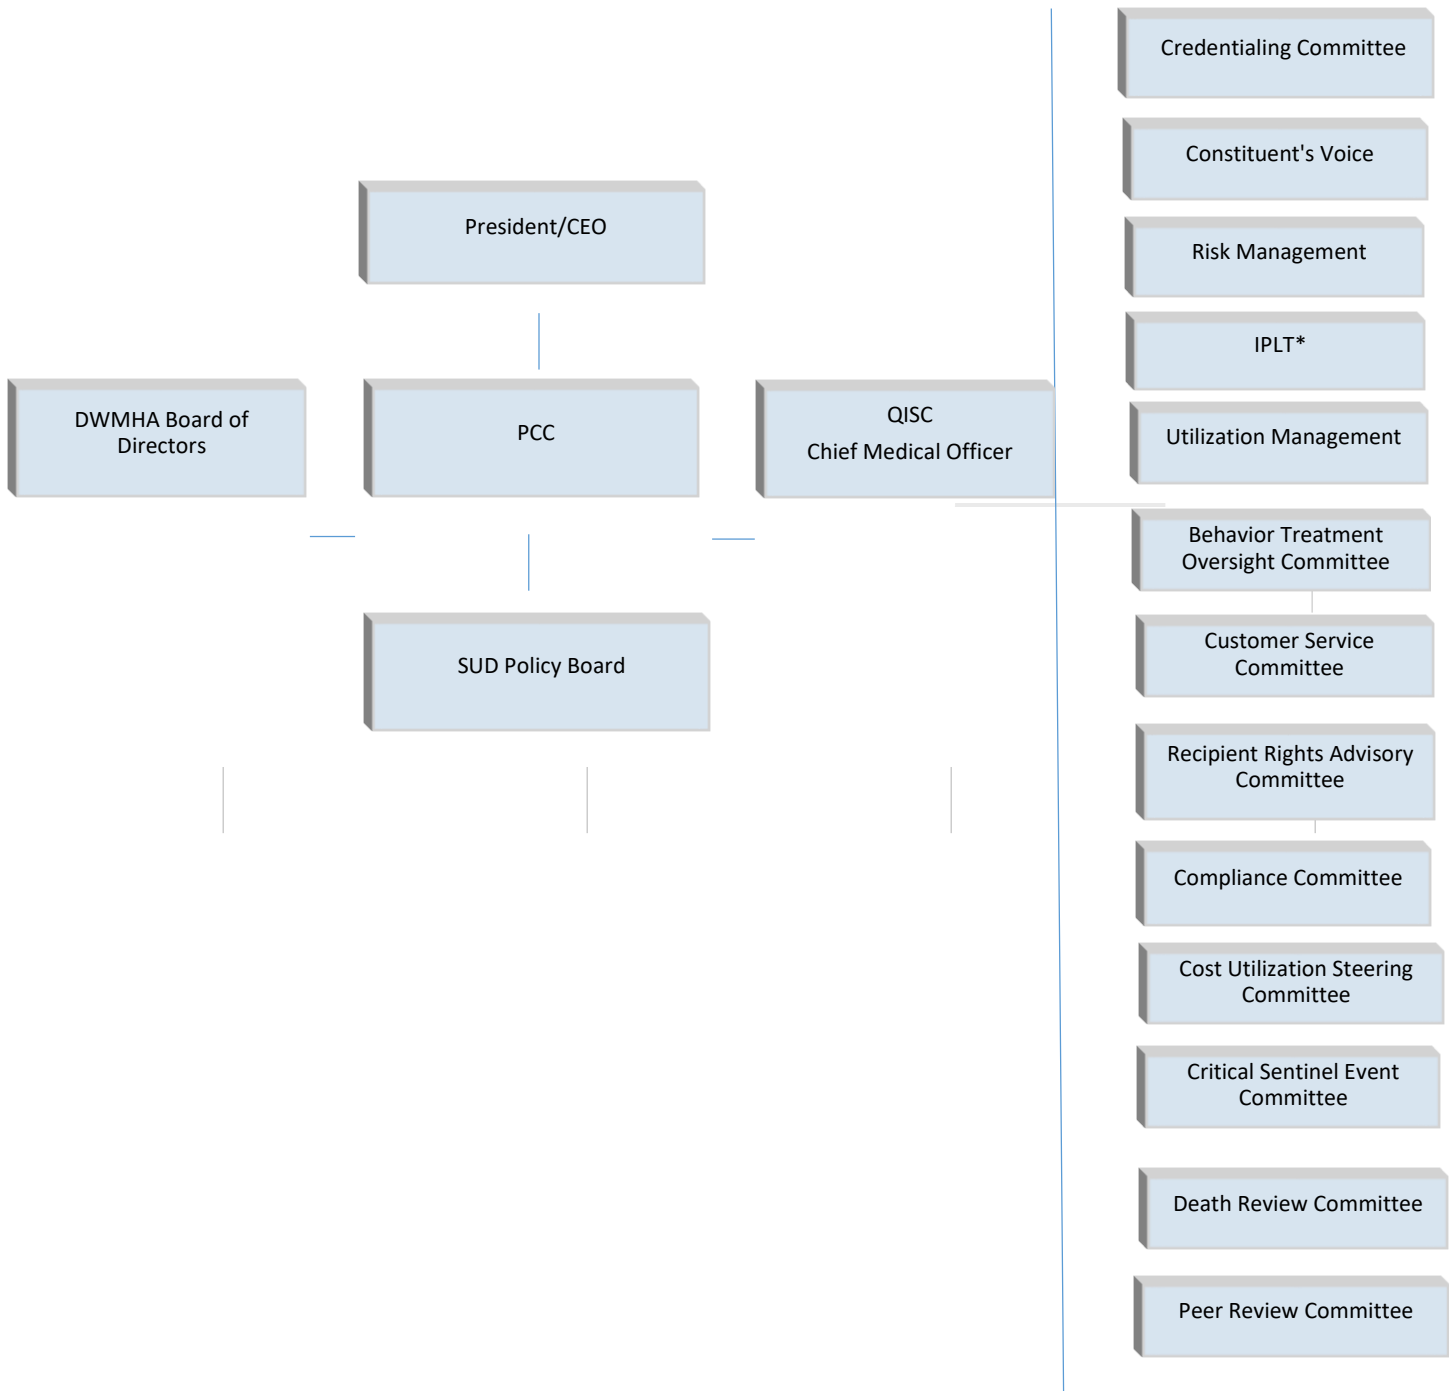 President/CEO
DWMHA Board of
Directors
PCC
QISC
Chief Medical Officer
SUD Policy Board
Credentialing Committee
Constituent's Voice
Risk Management
IPLT*
Utilization Management
Behavior Treatment
Oversight Committee
Customer Service
Committee
Recipient Rights Advisory
Committee
Compliance Committee
Cost Utilization Steering
Committee
Critical Sentinel Event
Committee
Death Review Committee
Peer Review Committee